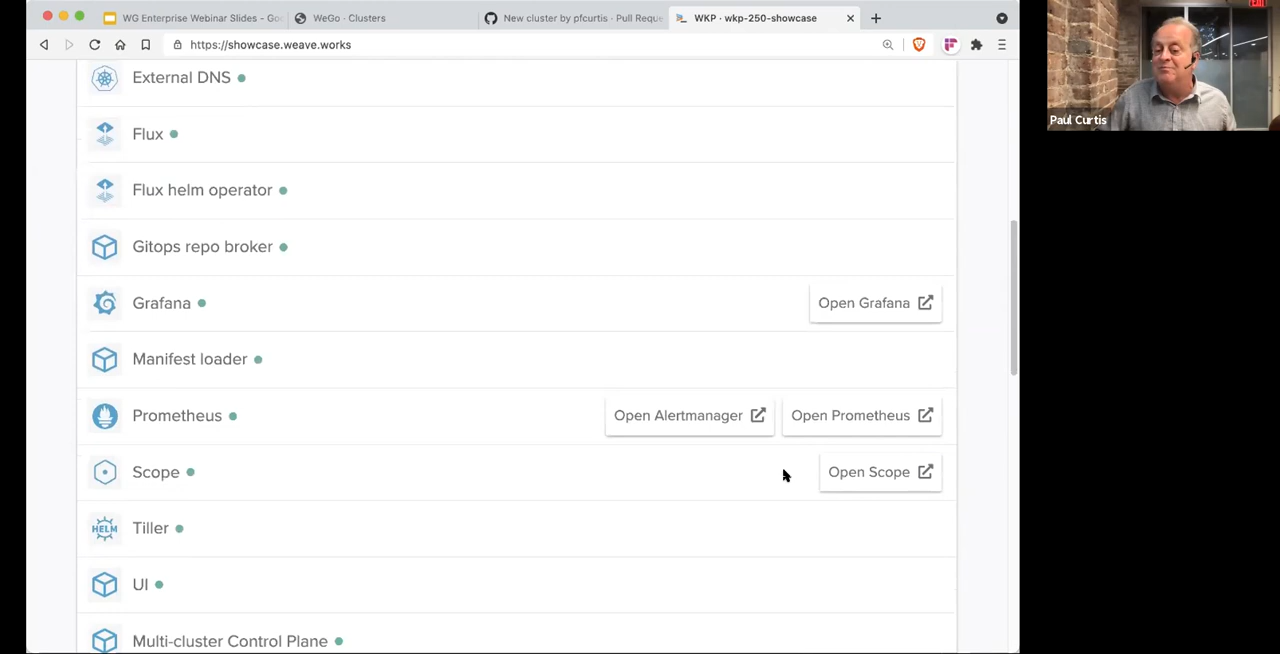 WG Enterprise Webinar Slides - Goo
WeGo · Clusters
New cluster by pfcurtis · Pull Reque
WKP · wkp-250-showcase
https://showcase.weave.works
EXIT
Paul Curtis
External DNS
Flux
Flux helm operator
Gitops repo broker
Grafana
Open Grafana
Manifest loader
Prometheus
Open Alertmanager
Open Prometheus
Scope
Open Scope
HELM
Tiller
UI
Multi-cluster Control Plane